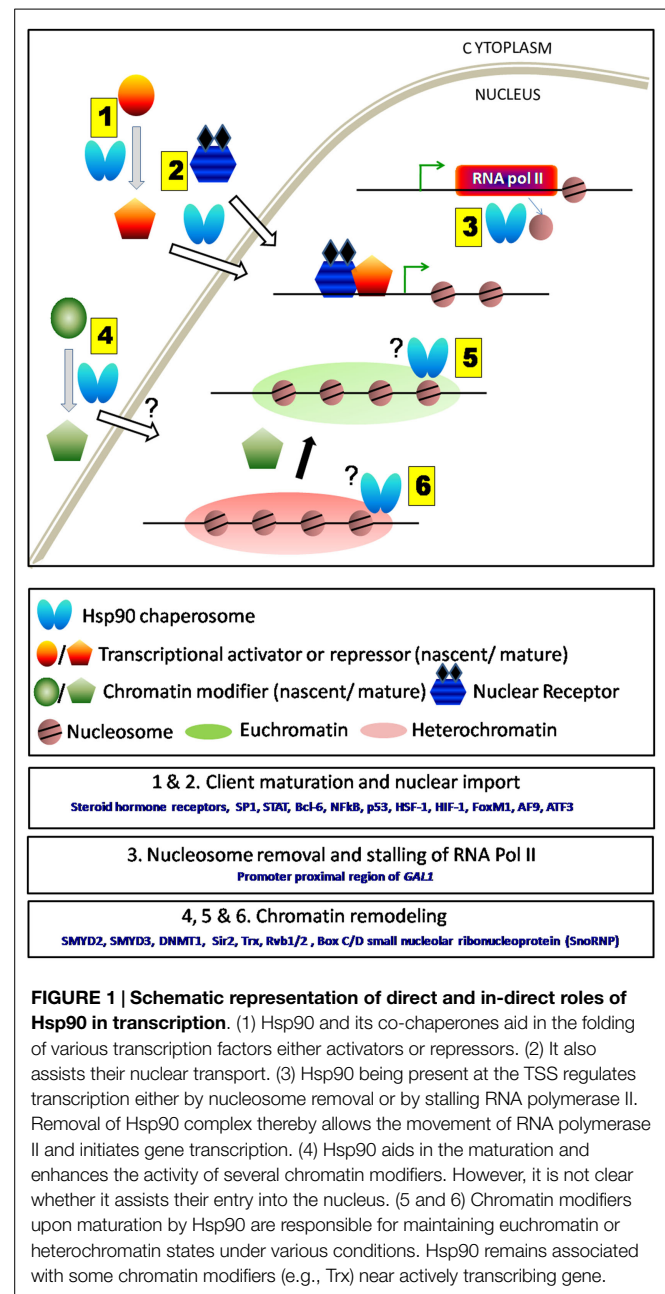 CYTOPLASM
NUCLEUS
1
2
RNA pol II
3
4
?
?
5
?
6
Hsp90 chaperosome
/ Transcriptional activator or repressor (nascent/ mature)
/ Chromatin modifier (nascent/ mature) Nuclear Receptor
Nucleosome Euchromatin Heterochromatin
1 & 2. Client maturation and nuclear import
Steroid hormone receptors, SP1, STAT, Bcl-6, NFkB, p53, HSF-1, HIF-1, FoxM1, AF9, ATF3
3. Nucleosome removal and stalling of RNA Pol II
Promoter proximal region of GAL1
4, 5 & 6. Chromatin remodeling
SMYD2, SMYD3, DNMT1, Sir2, Trx, Rvb1/2 , Box C/D small nucleolar ribonucleoprotein (SnoRNP)
FIGURE 1 | Schematic representation of direct and in-direct roles of
Hsp90 in transcription. (1) Hsp90 and its co-chaperones aid in the folding
of various transcription factors either activators or repressors. (2) It also
assists their nuclear transport. (3) Hsp90 being present at the TSS regulates
transcription either by nucleosome removal or by stalling RNA polymerase II.
Removal of Hsp90 complex thereby allows the movement of RNA polymerase
II and initiates gene transcription. (4) Hsp90 aids in the maturation and
enhances the activity of several chromatin modifiers. However, it is not clear
whether it assists their entry into the nucleus. (5 and 6) Chromatin modifiers
upon maturation by Hsp90 are responsible for maintaining euchromatin or
heterochromatin states under various conditions. Hsp90 remains associated
with some chromatin modifiers (e.g., Trx) near actively transcribing gene.